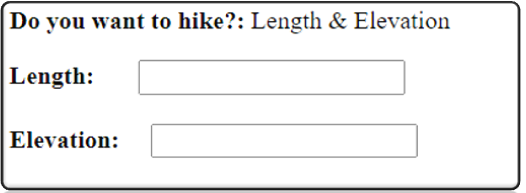 Do you want to hike?: Length & Elevation
Length:
Elevation: